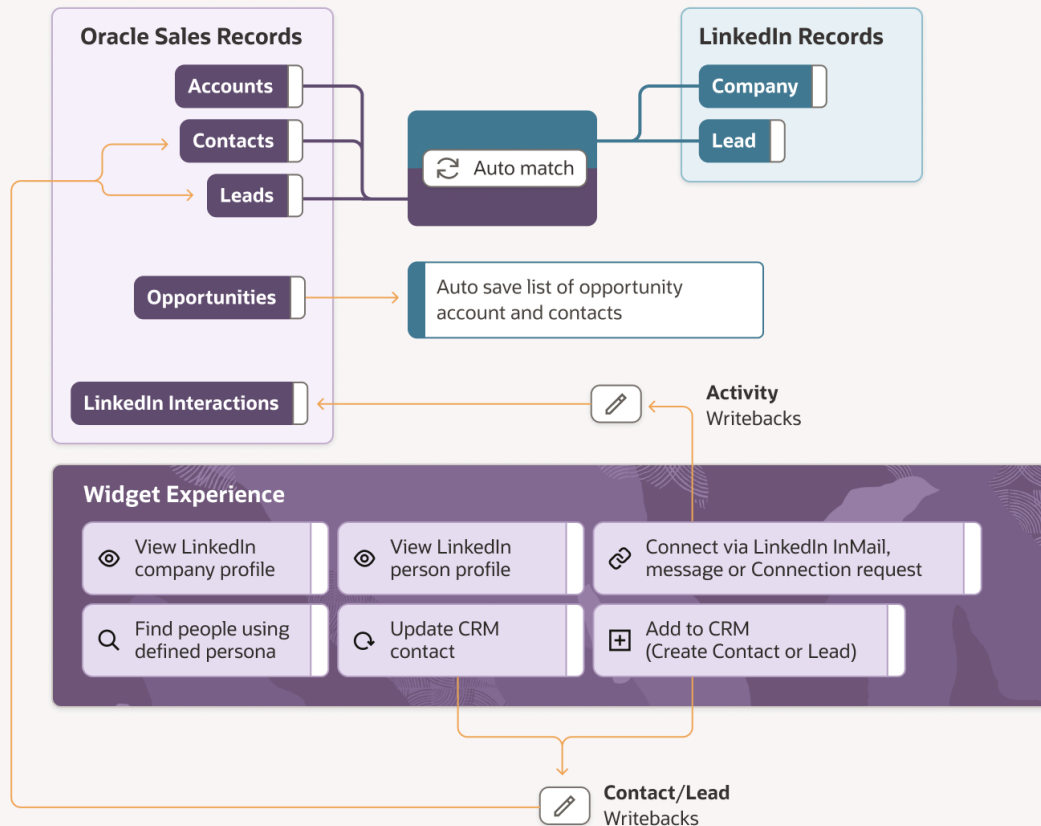 Oracle Sales Records
Accounts
Contacts
Leads
Opportunities
LinkedIn Interactions
Auto match
LinkedIn Records
Company
Lead
Auto save list of opportunity
account and contacts
Activity
Writebacks
Widget Experience
View LinkedIn
company profile
View LinkedIn
person profile
Connect via LinkedIn InMail,
message or Connection request
Find people using
defined persona
Update CRM
contact
Add to CRM
(Create Contact or Lead)
Contact/Lead
Writebacks